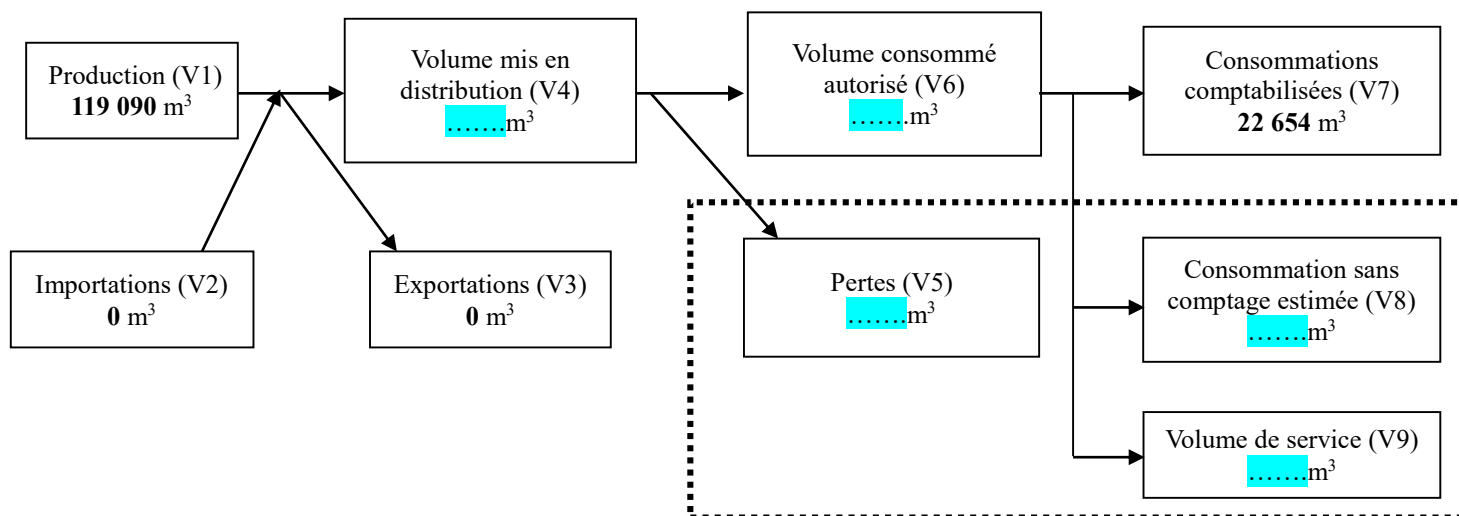 Production (V1)
119 090 m³
Volume mis en
distribution (V4)
…….m³
Volume consommé
autorisé (V6)
…….m³
Consommations
comptabilisées (V7)
22 654 m³
Importations (V2)
0 m³
Exportations (V3)
0 m³
Pertes (V5)
…….m³
Consommation sans
comptage estimée (V8)
…….m³
Volume de service (V9)
…….m³